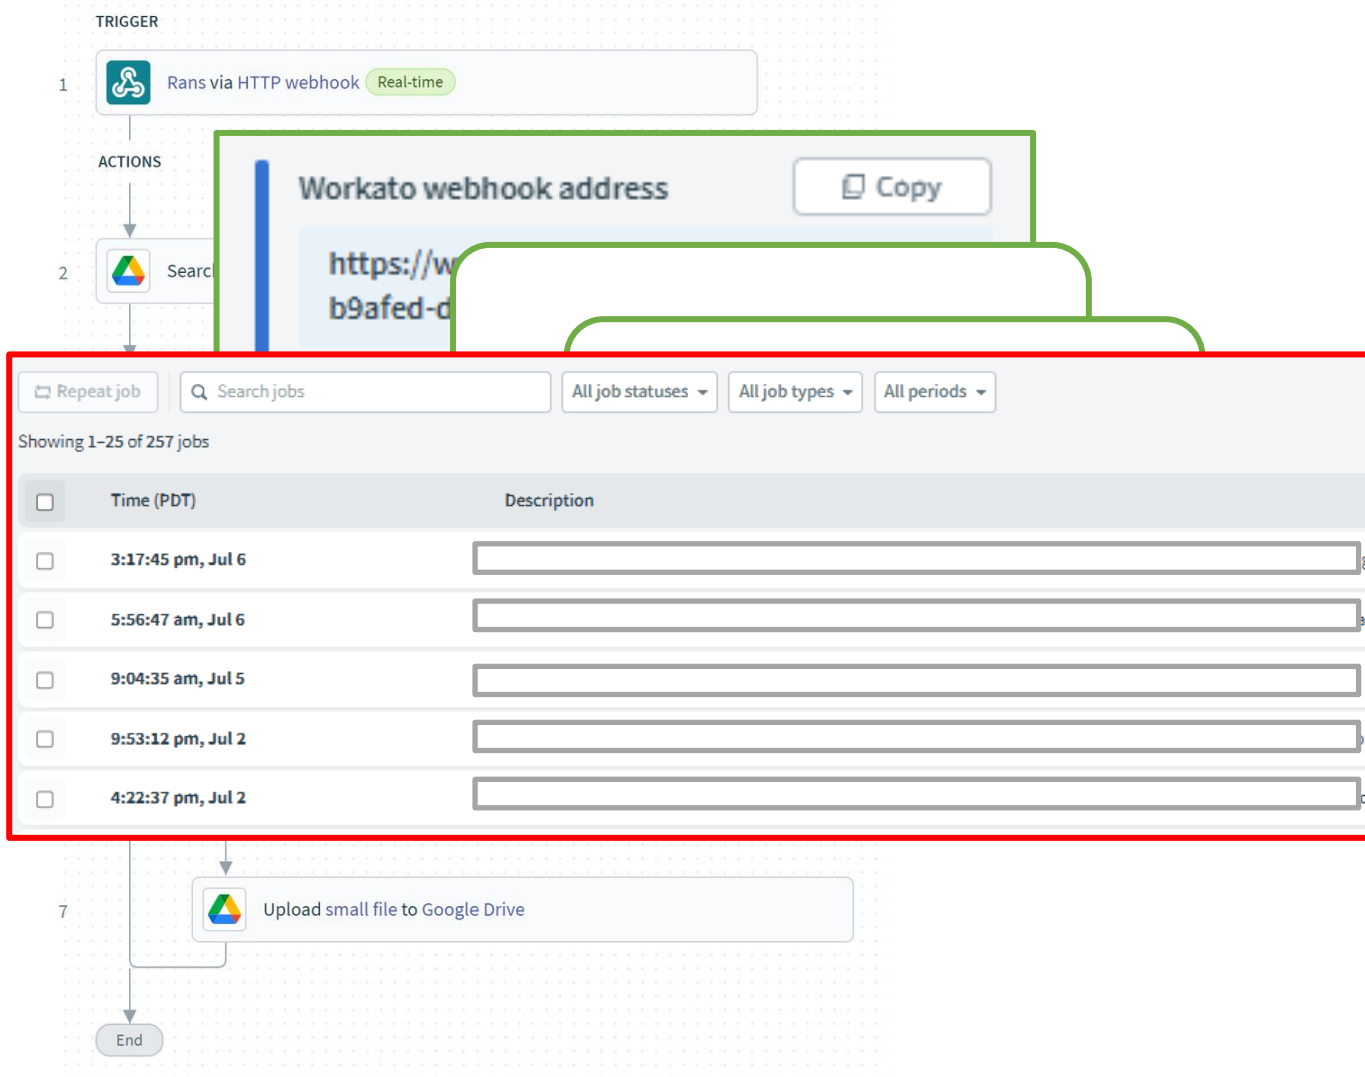 TRIGGER
1
Rans via HTTP webhook Real-time
ACTIONS
Workato webhook address
Copy
https://w
b9afed-d
2
Searc
Repeat job
Search jobs
All job statuses
All job types
All periods
Showing 1–25 of 257 jobs
Time (PDT) Description
3:17:45 pm, Jul 6
5:56:47 am, Jul 6
9:04:35 am, Jul 5
9:53:12 pm, Jul 2
4:22:37 pm, Jul 2
7
Upload small file to Google Drive
End